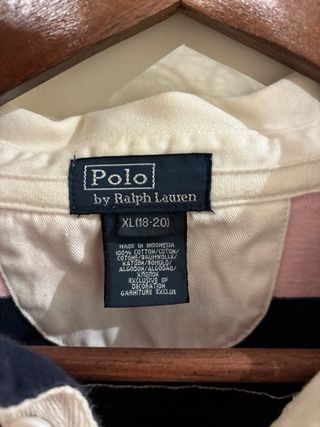 Polo
by Ralph Lauren
XL(18-20)
MADE IN INDONESIA
100% COTTON/COTON/
COTONE/BAUMWOLLE/
KATOEN/BOMULD/
ALGODON/ALGODAO/
ΧΠΟΠΟΚ
EXCLUSIVE OF
DECORATION
GARNITURE EXCLUE